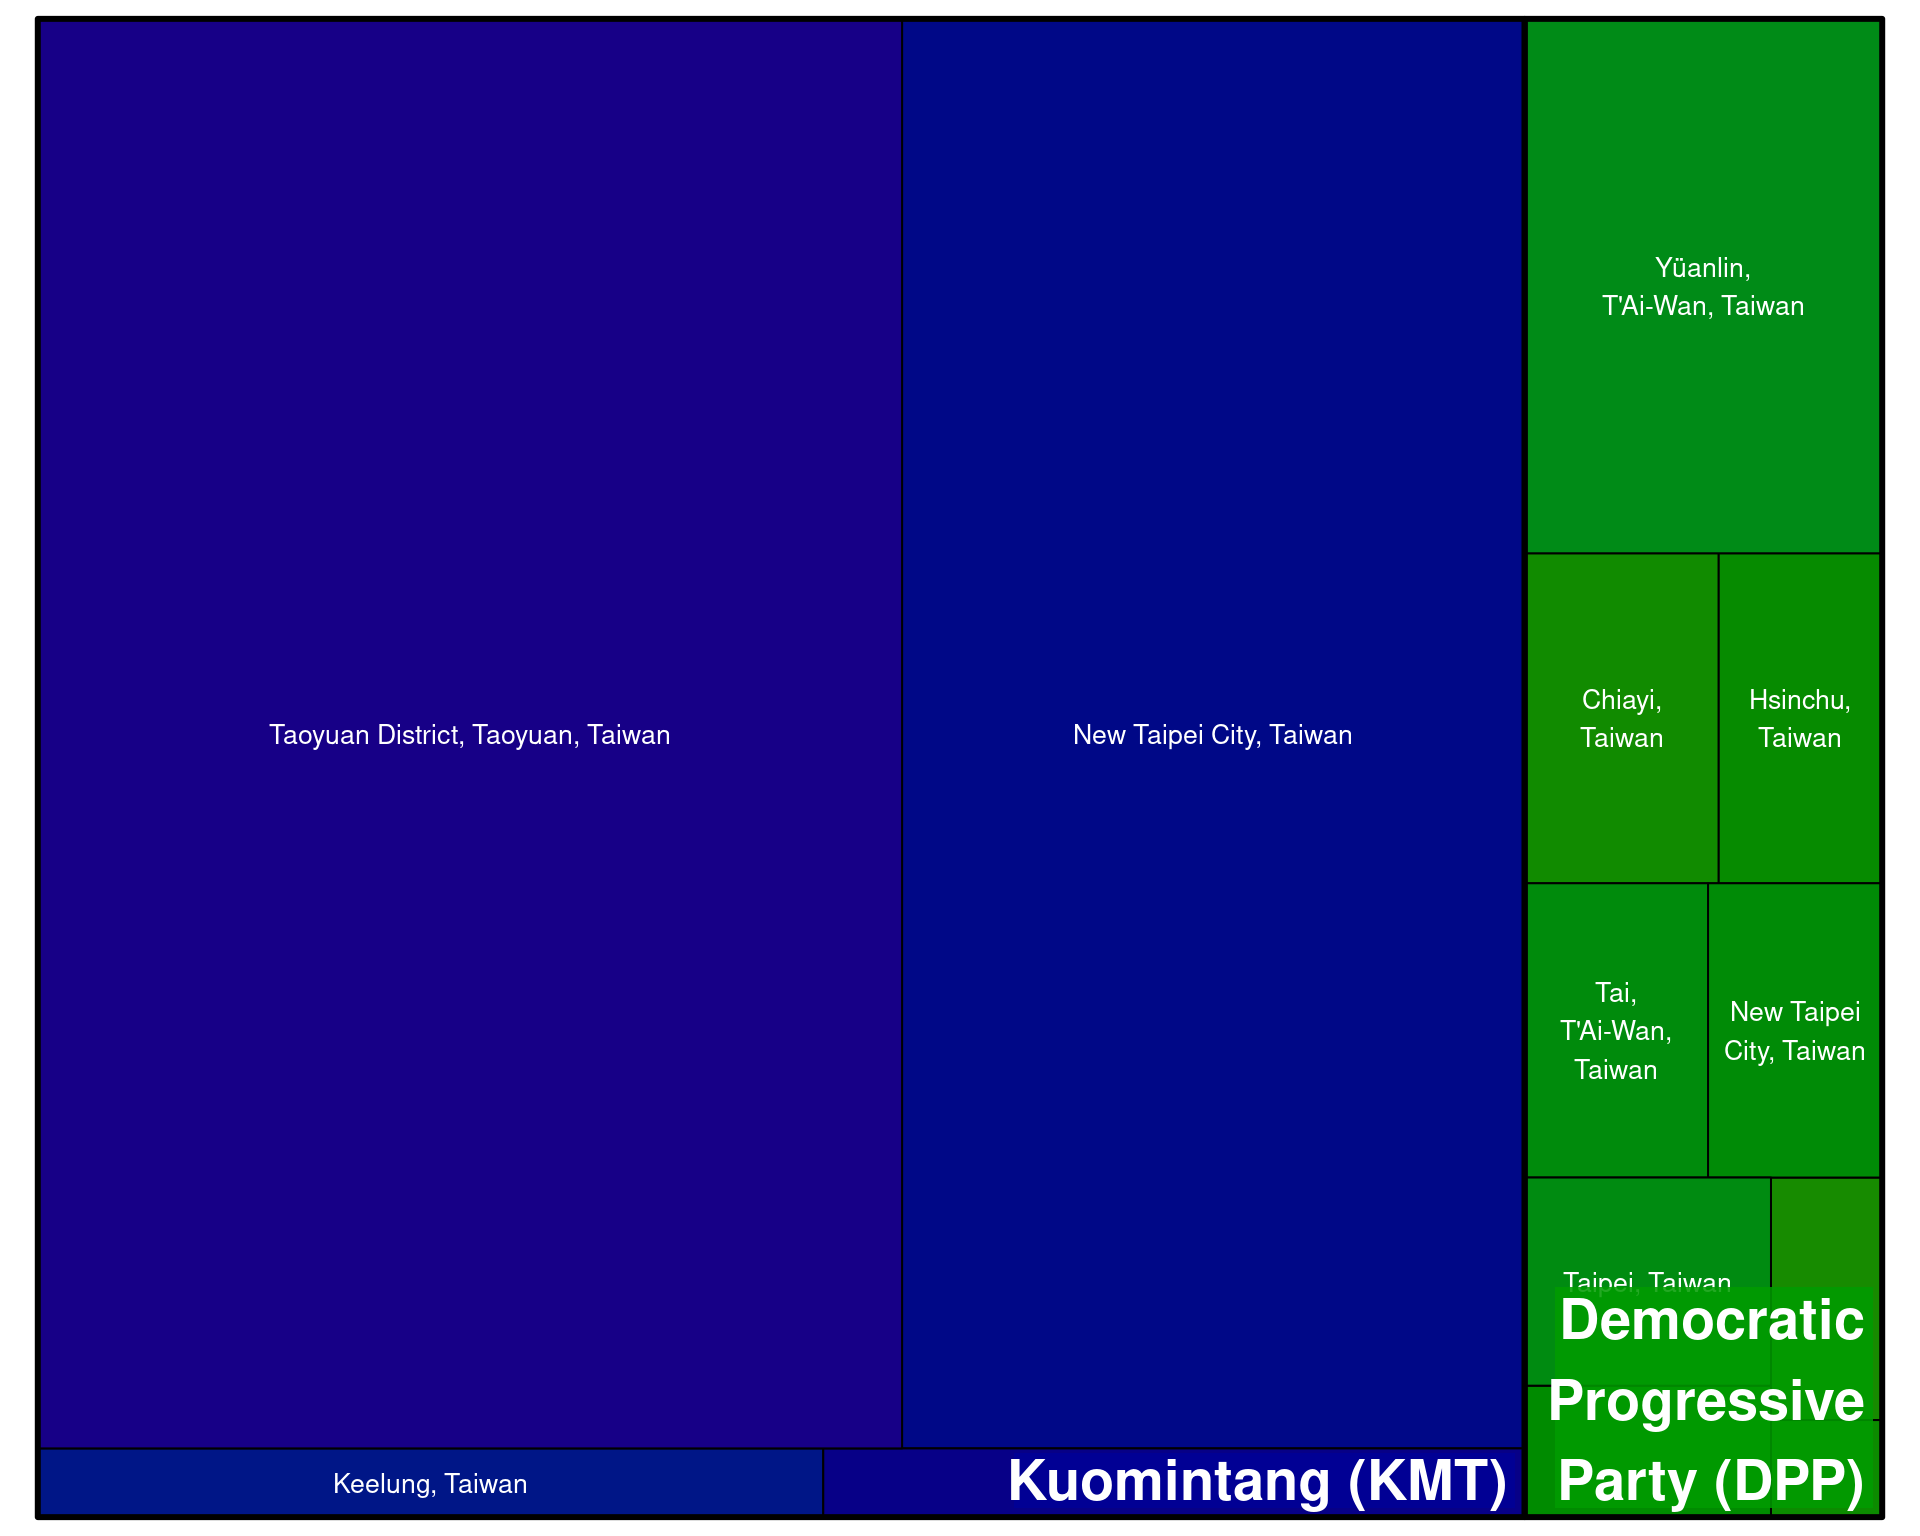 Taoyuan District, Taoyuan, Taiwan
New Taipei City, Taiwan
Keelung, Taiwan
Kuomintang (KMT)
Yüanlin,
T'Ai-Wan, Taiwan
Chiayi,
Taiwan
Hsinchu,
Taiwan
Tai,
T'Ai-Wan,
Taiwan
New Taipei
City, Taiwan
Taipei, Taiwan
Democratic
Progressive
Party (DPP)